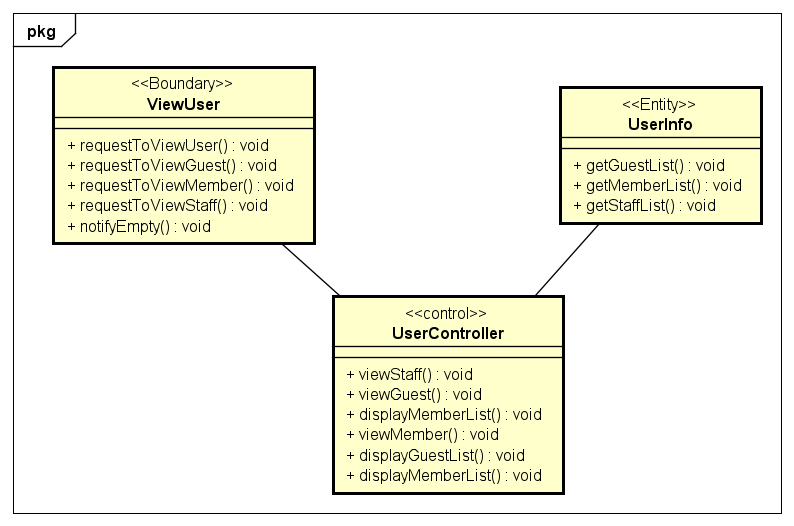 pkg
<<Boundary>>
ViewUser
+ requestToViewUser() : void
+ requestToViewGuest() : void
+ requestToViewMember() : void
+ requestToViewStaff() : void
+ notifyEmpty() : void
<<Entity>>
UserInfo
+ getGuestList() : void
+ getMemberList() : void
+ getStaffList() : void
<<control>>
UserController
+ viewStaff() : void
+ viewGuest() : void
+ displayMemberList() : void
+ viewMember() : void
+ displayGuestList() : void
+ displayMemberList() : void